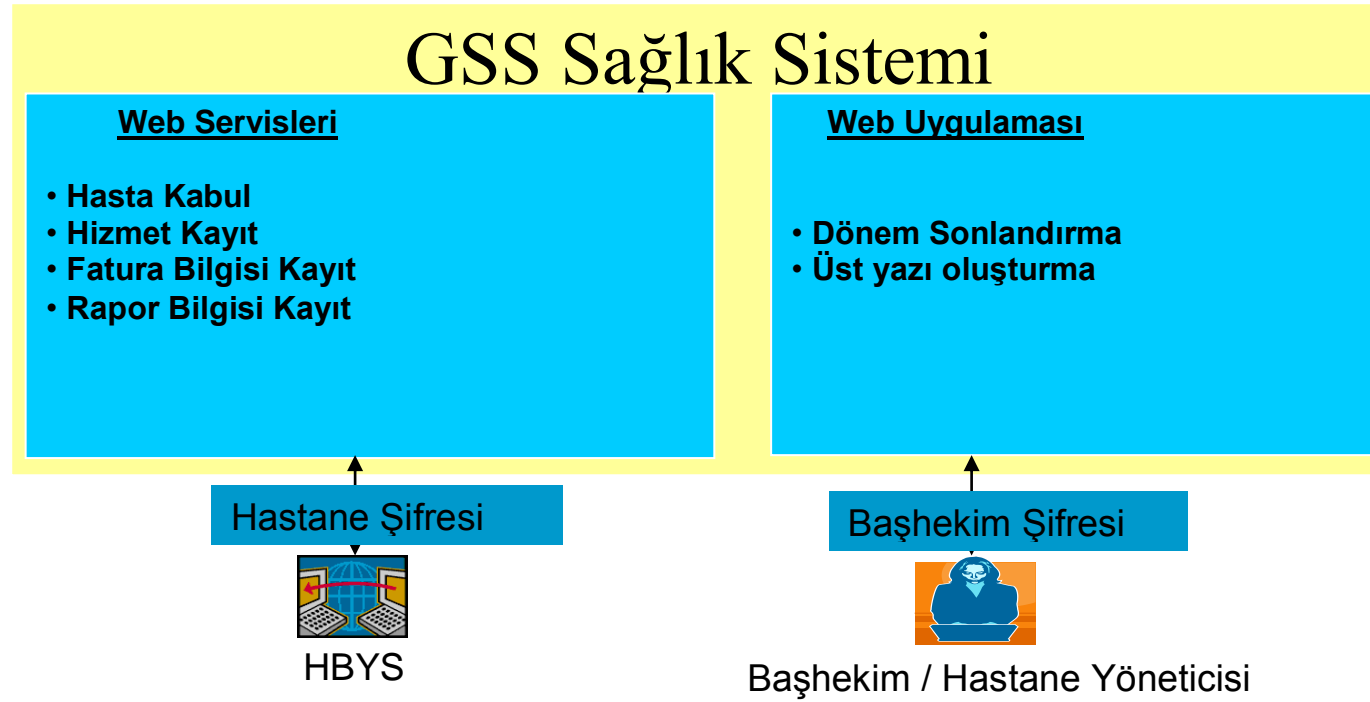 GSS Sağlık Sistemi
Web Servisleri
• Hasta Kabul
• Hizmet Kayıt
• Fatura Bilgisi Kayıt
• Rapor Bilgisi Kayıt
Web Uygulaması
• Dönem Sonlandırma
• Üst yazı oluşturma
Hastane Şifresi
HBYS
Başhekim Şifresi
Başhekim / Hastane Yöneticisi